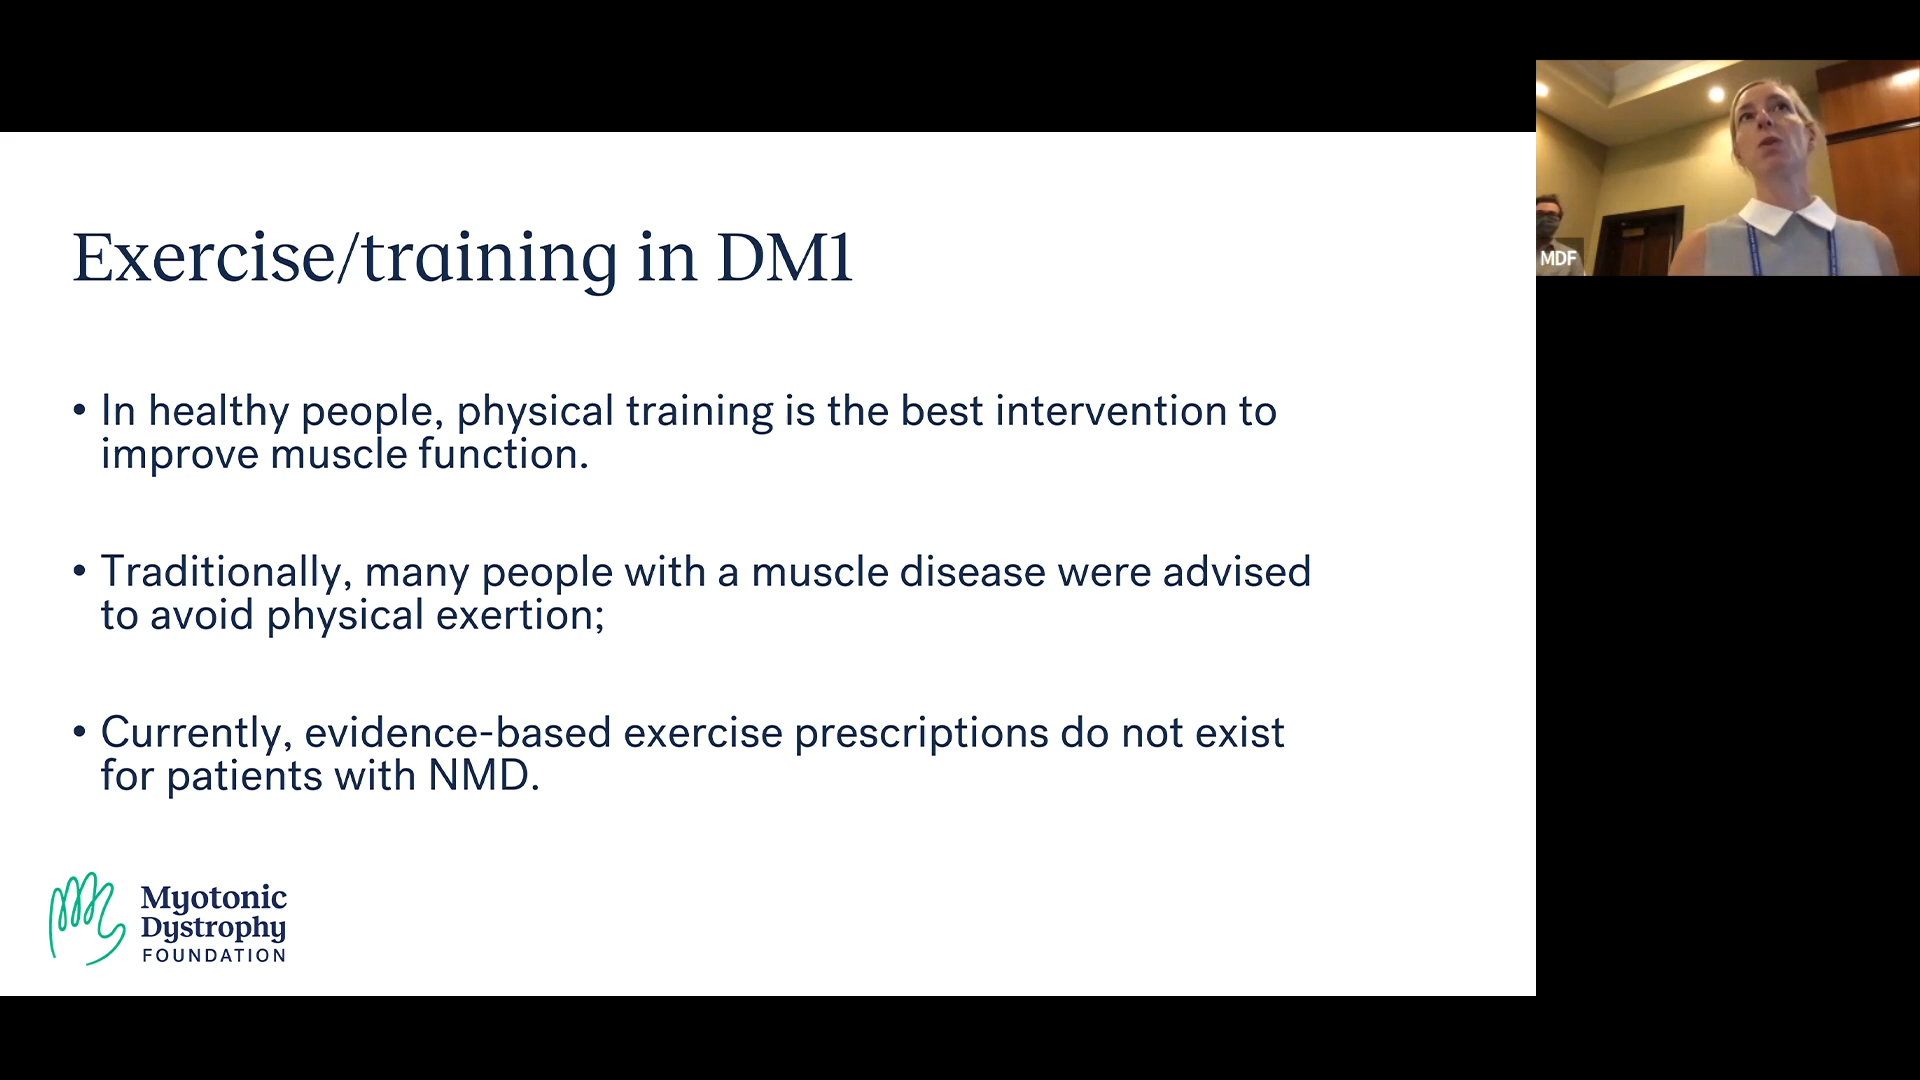 Exercise/training in DM1
• In healthy people, physical training is the best intervention to
improve muscle function.
• Traditionally, many people with a muscle disease were advised
to avoid physical exertion;
• Currently, evidence-based exercise prescriptions do not exist
for patients with NMD.
Myotonic
Dystrophy
FOUNDATION
MDF